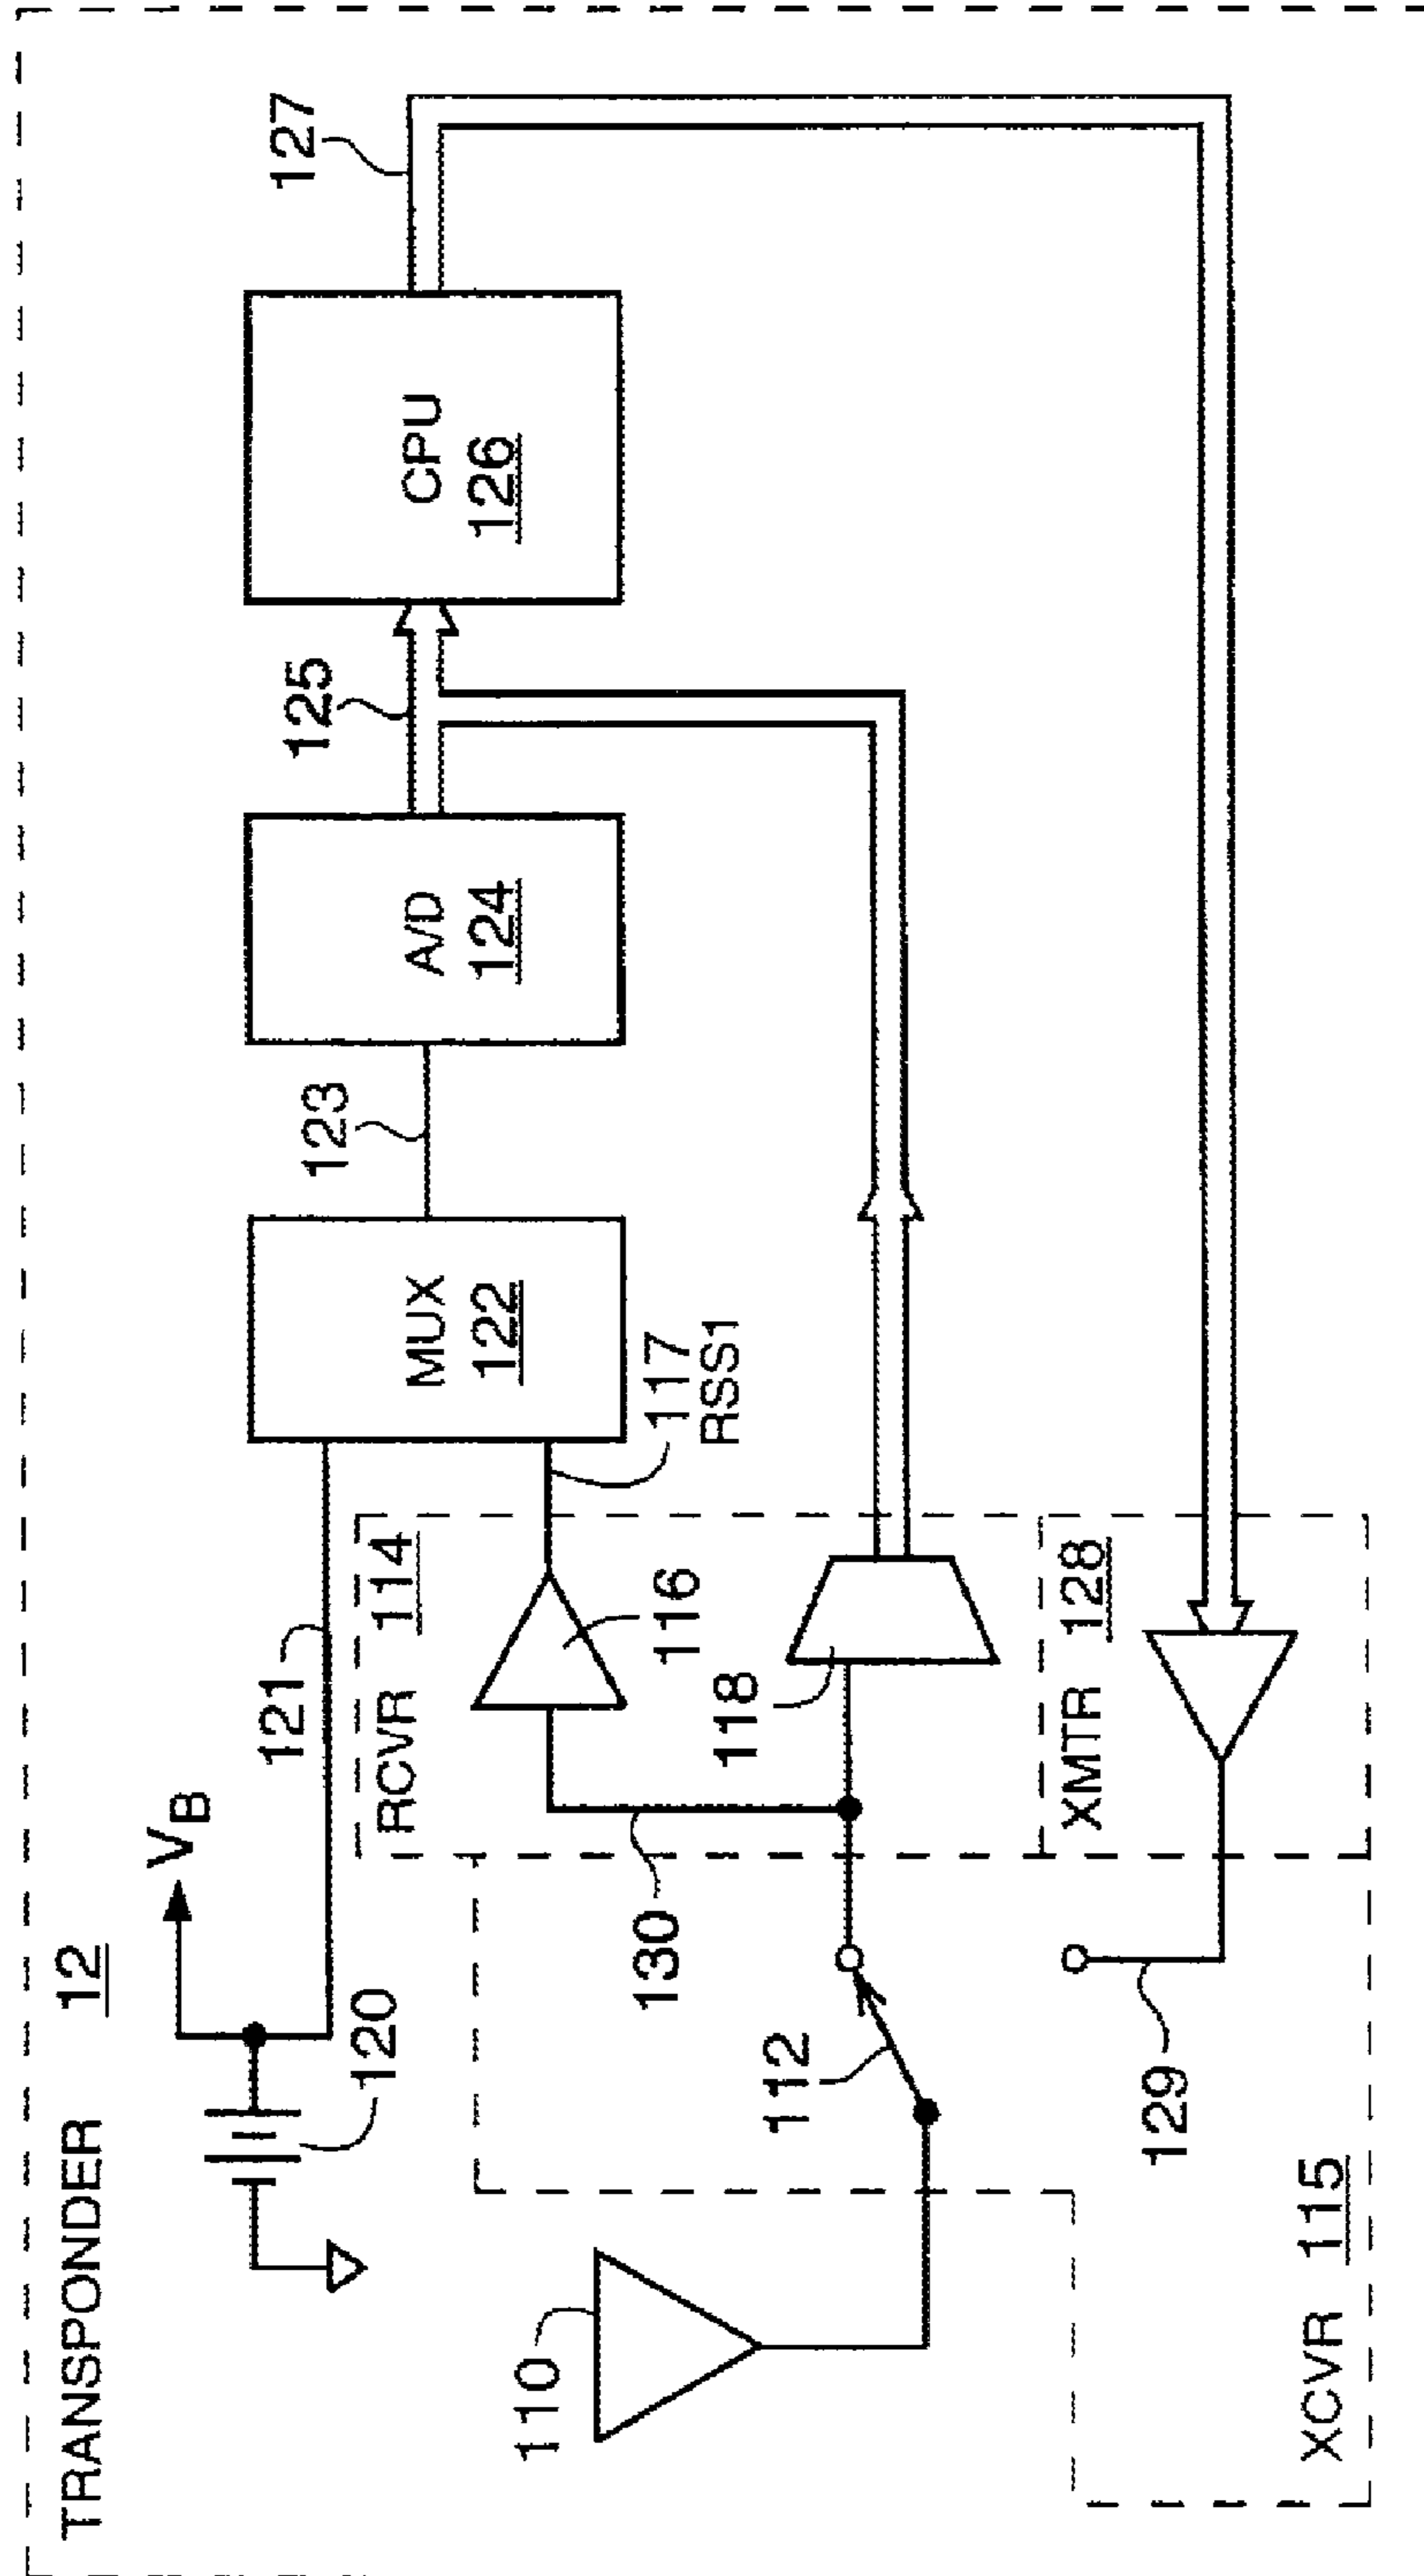 TRANSPONDER 12
V_B
120
121
127
125
123
CPU
126
A/D
124
MUX
122
117
RSS1
RCVR 114
116
130
118
110
112
XMTR 128
129
XCVR 115